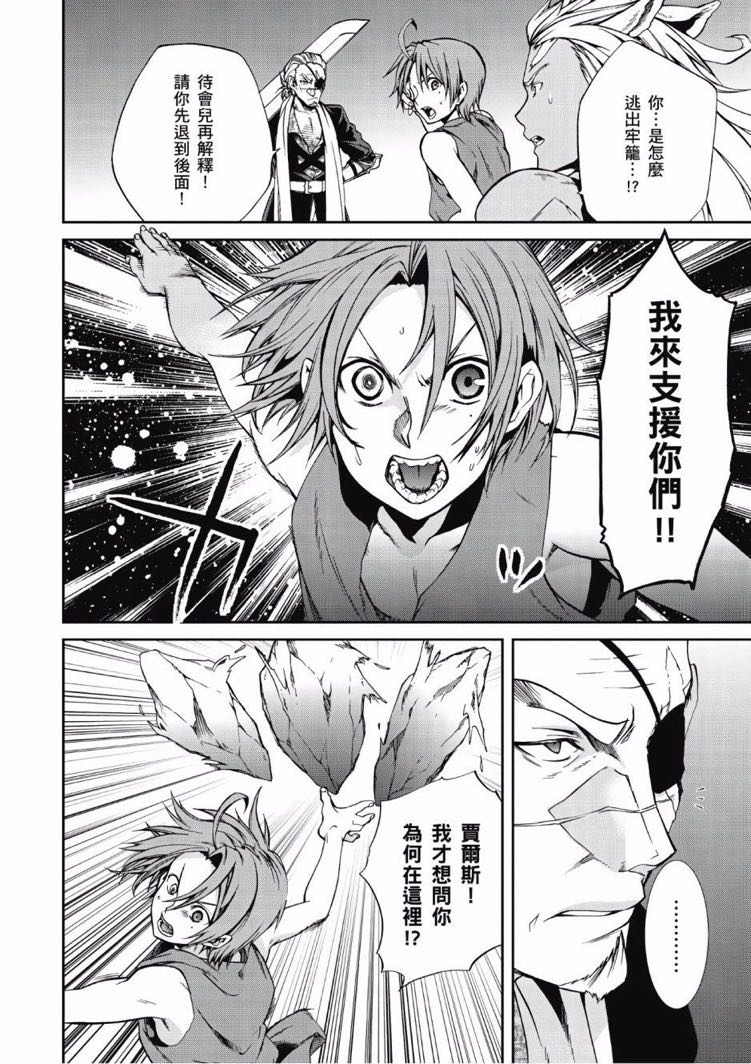 你…是怎麼
逃出牢籠…!?
待會兒再解釋！
請你先退到後面！
我來支援你們!!
…………
賈爾斯！
我才想問你
為何在這裡!?